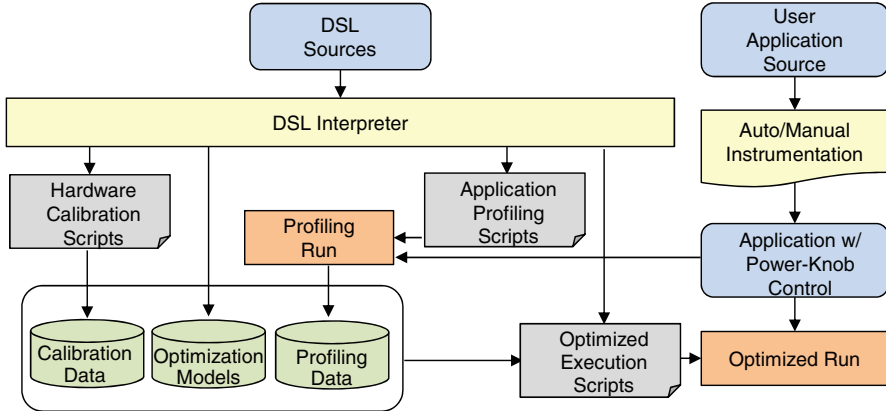 DSL
Sources
User
Application
Source
DSL Interpreter
Auto/Manual
Instrumentation
Hardware
Calibration
Scripts
Application
Profiling
Scripts
Profiling
Run
Application w/
Power-Knob
Control
Calibration
Data
Optimization
Models
Profiling
Data
Optimized
Execution
Scripts
Optimized Run